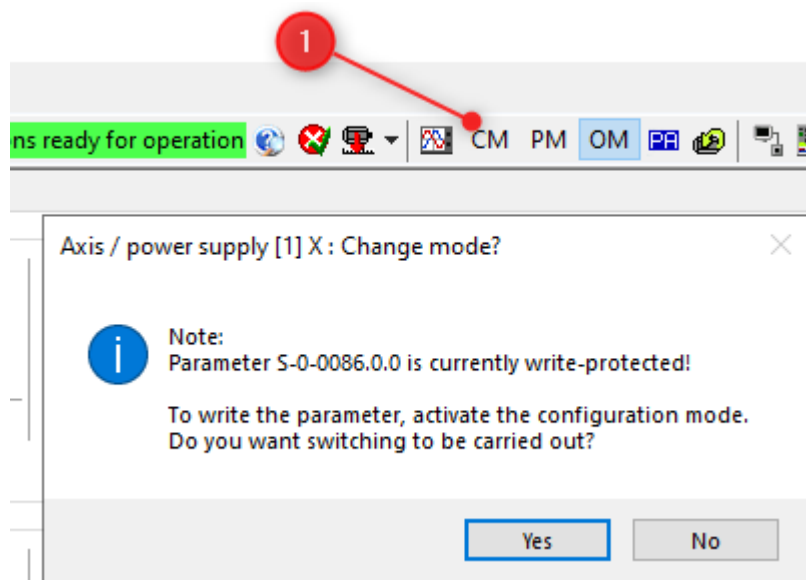 1
ns ready for operation CM PM OM PA
Axis / power supply [1] X : Change mode?
Note:
Parameter S-0-0086.0.0 is currently write-protected!
To write the parameter, activate the configuration mode.
Do you want switching to be carried out?
Yes No